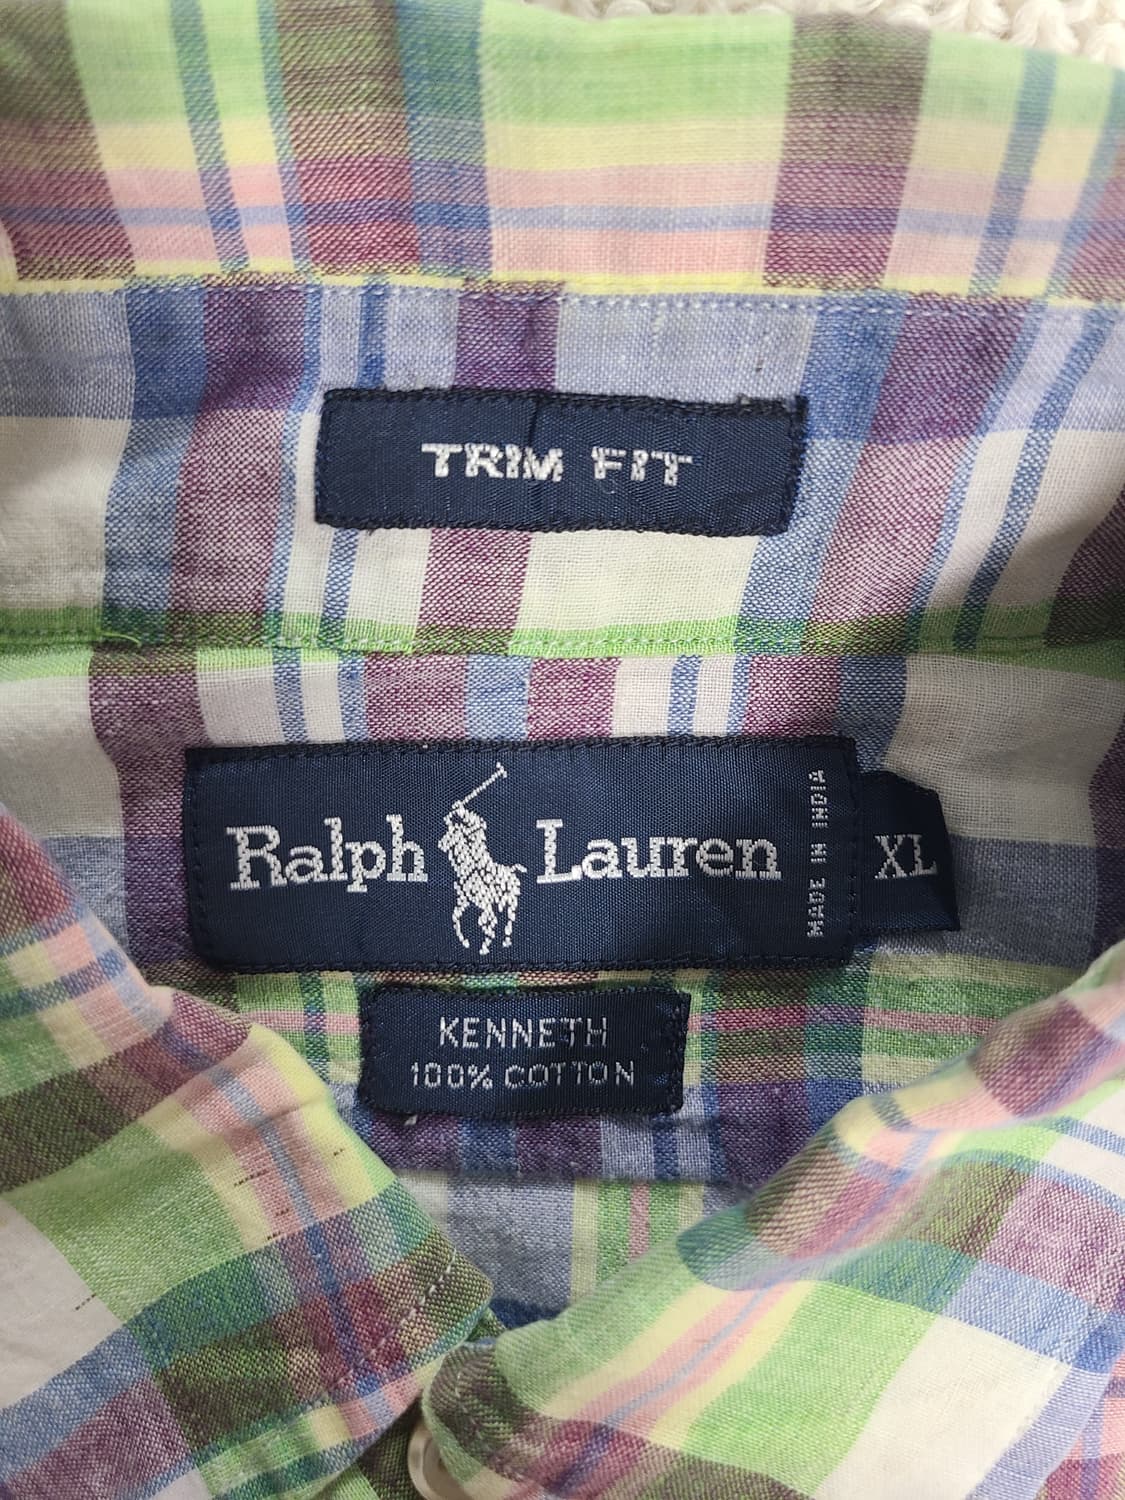 TRIM FIT
Ralph Lauren
MADE IN INDIA
XL
KENNETH
100% COTTON